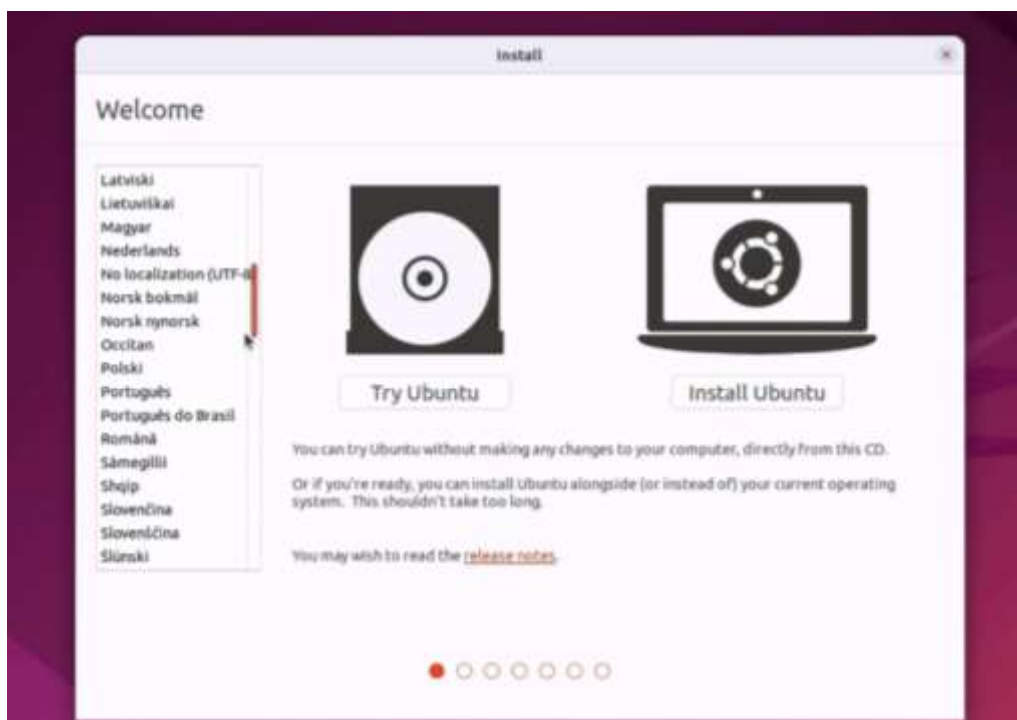 Install
Welcome
Latviski
Lietuviškai
Magyar
Nederlands
No localization (UTF-8
Norsk bokmål
Norsk nynorsk
Occitan
Polski
Português
Português do Brasil
Română
Sámegillii
Shqip
Slovenčina
Slovenščina
Ślůnski
Try Ubuntu
Install Ubuntu
You can try Ubuntu without making any changes to your computer, directly from this CD.
Or if you're ready, you can install Ubuntu alongside (or instead of) your current operating
system. This shouldn't take too long.
You may wish to read the release notes.